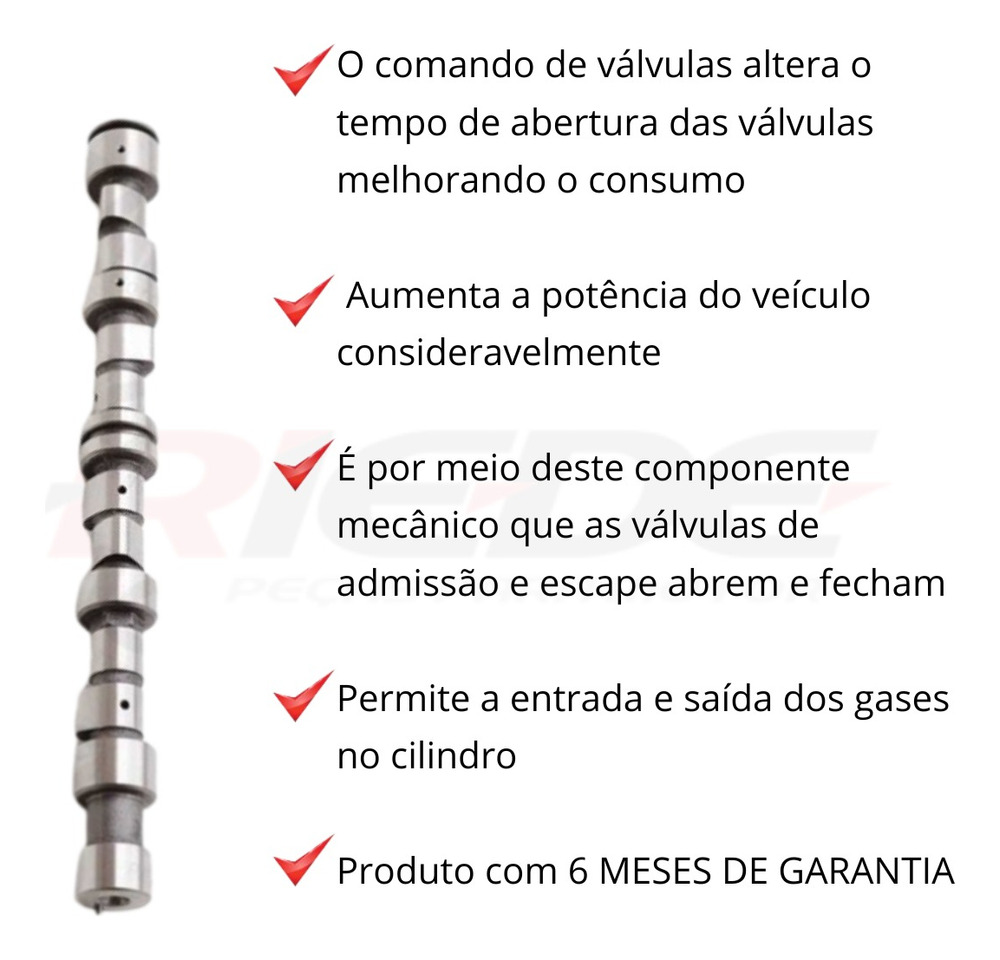 O comando de válvulas altera o
tempo de abertura das válvulas
melhorando o consumo
Aumenta a potência do veículo
consideravelmente
RIEDE
É por meio deste componente
mecânico que as válvulas de
admissão e escape abrem e fecham
Permite a entrada e saída dos gases
no cilindro
Produto com 6 MESES DE GARANTIA